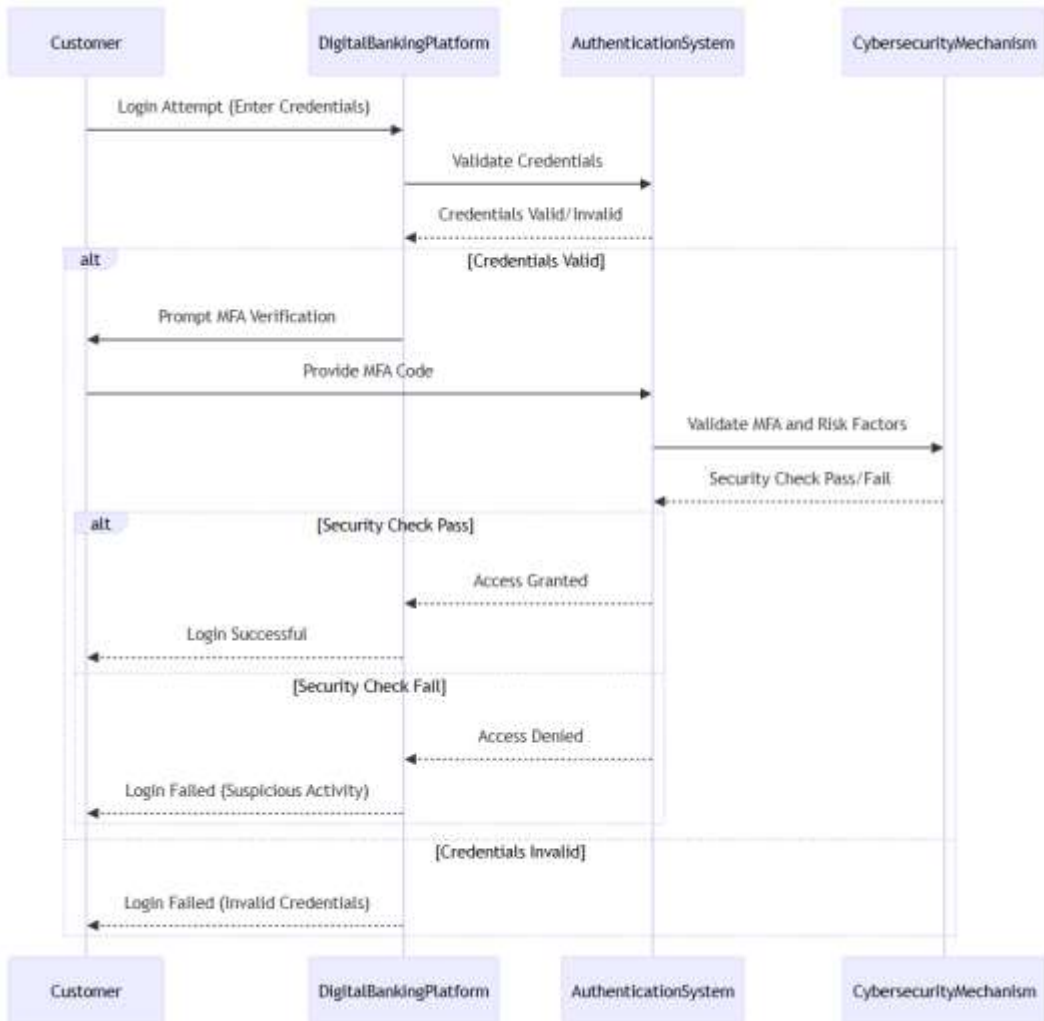 Customer DigitalBankingPlatform AuthenticationSystem CybersecurityMechanism
Login Attempt (Enter Credentials)
Validate Credentials
Credentials Valid/Invalid
alt [Credentials Valid]
Prompt MFA Verification
Provide MFA Code
Validate MFA and Risk Factors
Security Check Pass/Fail
alt [Security Check Pass]
Access Granted
Login Successful
[Security Check Fail]
Access Denied
Login Failed (Suspicious Activity)
[Credentials Invalid]
Login Failed (Invalid Credentials)
Customer DigitalBankingPlatform AuthenticationSystem CybersecurityMechanism